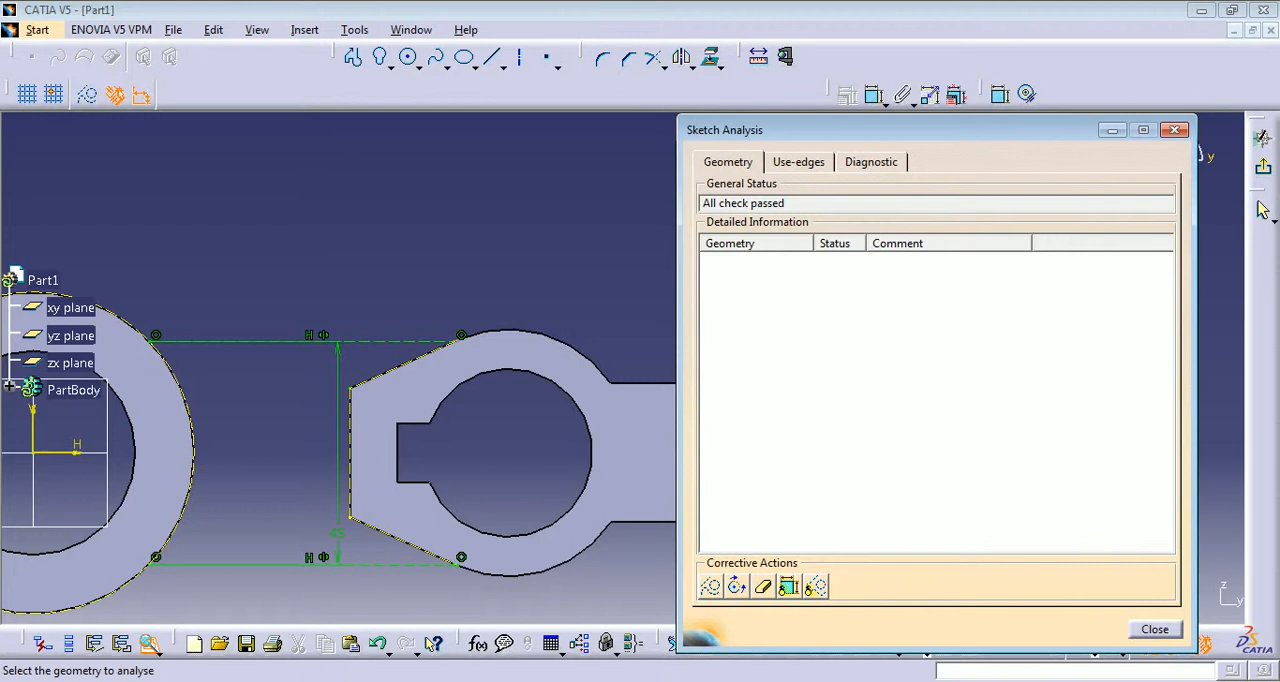 CATIA V5 - [Part1]
Start ENOVIA V5 VPM File Edit View Insert Tools Window Help
Sketch Analysis
Geometry Use-edges Diagnostic
General Status
All check passed
Detailed Information
Geometry Status Comment
y
Part1
xy plane
yz plane
zx plane
PartBody
V
H
H
H
45
Corrective Actions
Close
z
y
f(x)
CATIA
Select the geometry to analyse